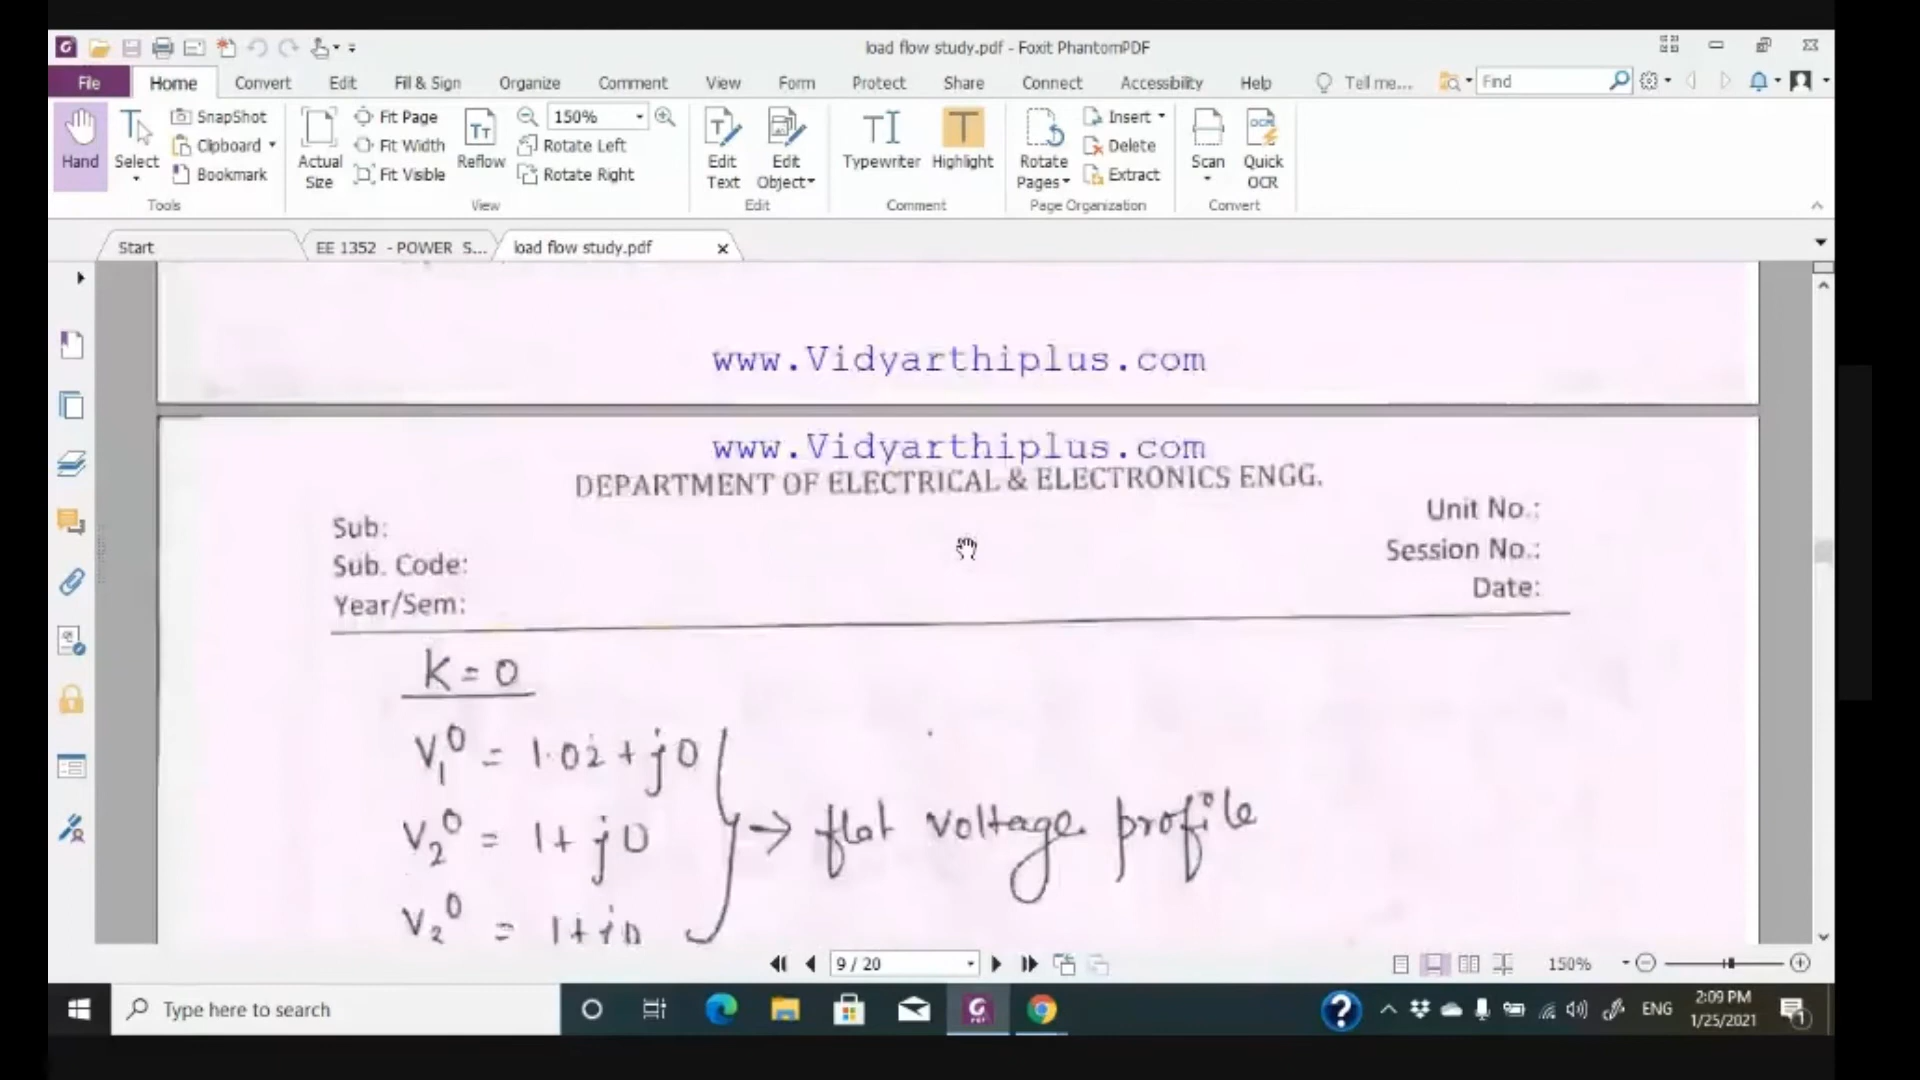 load flow study.pdf - Foxit PhantomPDF
File Home Convert Edit Fill & Sign Organize Comment View Form Protect Share Connect Accessibility Help Tell me... Find
Hand
Select
SnapShot
Clipboard
Bookmark
Tools
Actual Size
Fit Page
Fit Width
Fit Visible
Reflow
150%
Rotate Left
Rotate Right
View
Edit Text
Edit Object
Edit
Typewriter
Highlight
Comment
Rotate Pages
Insert
Delete
Extract
Page Organization
Scan
Quick OCR
Convert
Start
EE 1352 - POWER S...
load flow study.pdf
www.Vidyarthiplus.com
www.Vidyarthiplus.com
DEPARTMENT OF ELECTRICAL & ELECTRONICS ENGG.
Sub:
Sub. Code:
Year/Sem:
Unit No.:
Session No.:
Date:
K = 0
V₁⁰ = 1.02 + j0
V₂⁰ = 1 + j0
→ flat voltage profile
V₂⁰ = 1 + j0
9 / 20
150%
Type here to search
ENG
2:09 PM
1/25/2021